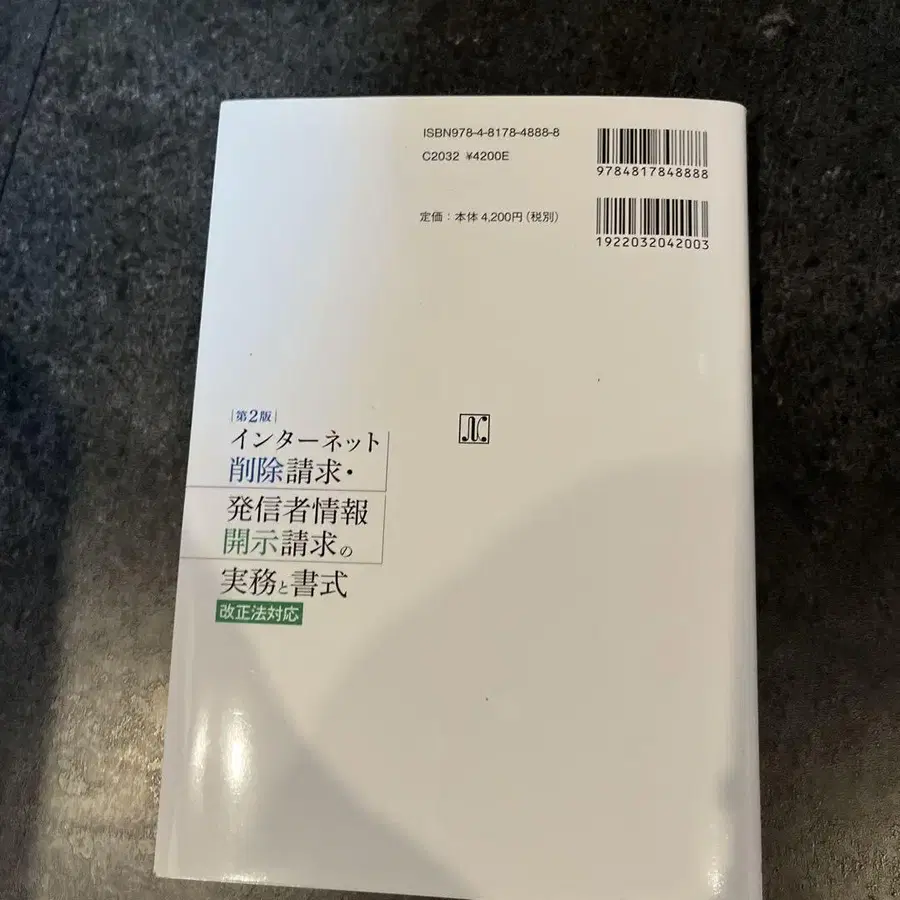 ISBN978-4-8178-4888-8
C2032 ¥4200E
9784817848888
定価:本体4,200円(税別)
1922032042003
第2版
インターネット
削除請求・
発信者情報
開示請求の
実務と書式
改正法対応